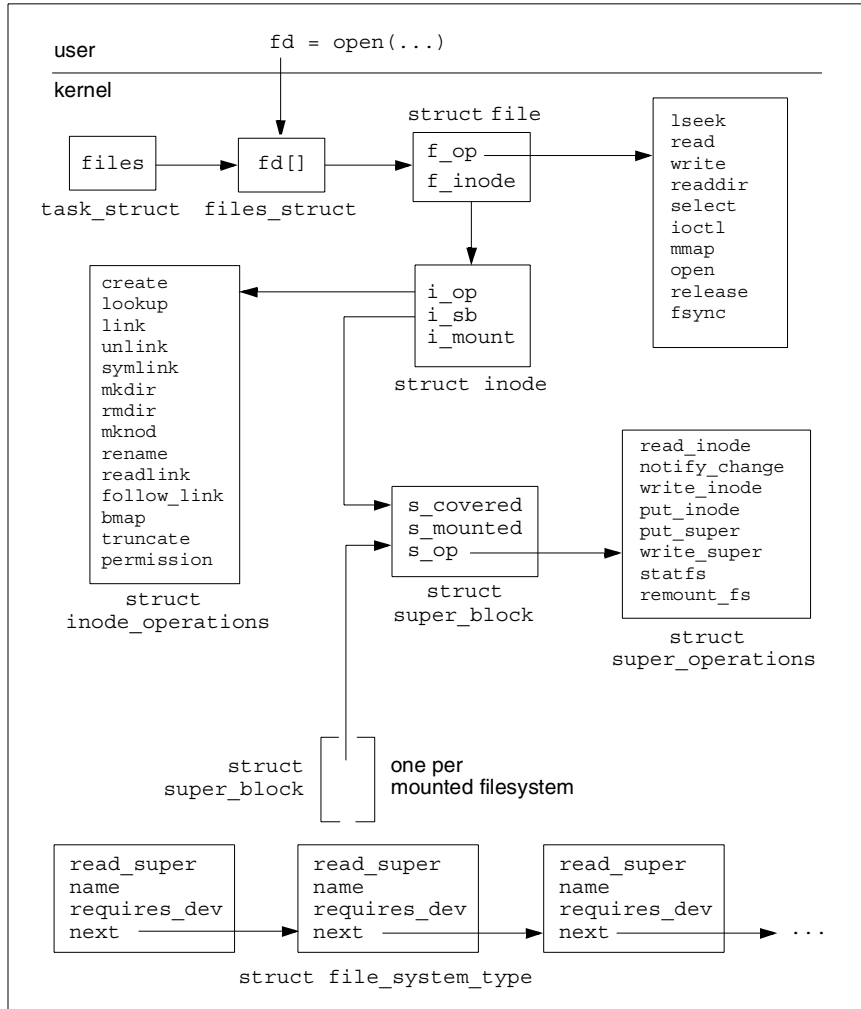 user
fd = open(...)
kernel
struct file
files
task_struct
fd[]
files_struct
f_op
f_inode
lseek
read
write
readdir
select
ioctl
mmap
open
release
fsync
create
lookup
link
unlink
symlink
mkdir
rmdir
mknod
rename
readlink
follow_link
bmap
truncate
permission
struct
inode_operations
i_op
i_sb
i_mount
struct inode
s_covered
s_mounted
s_op
struct
super_block
read_inode
notify_change
write_inode
put_inode
put_super
write_super
statfs
remount_fs
struct
super_operations
struct
super_block
one per
mounted filesystem
read_super
name
requires_dev
next
read_super
name
requires_dev
next
read_super
name
requires_dev
next
...
struct file_system_type